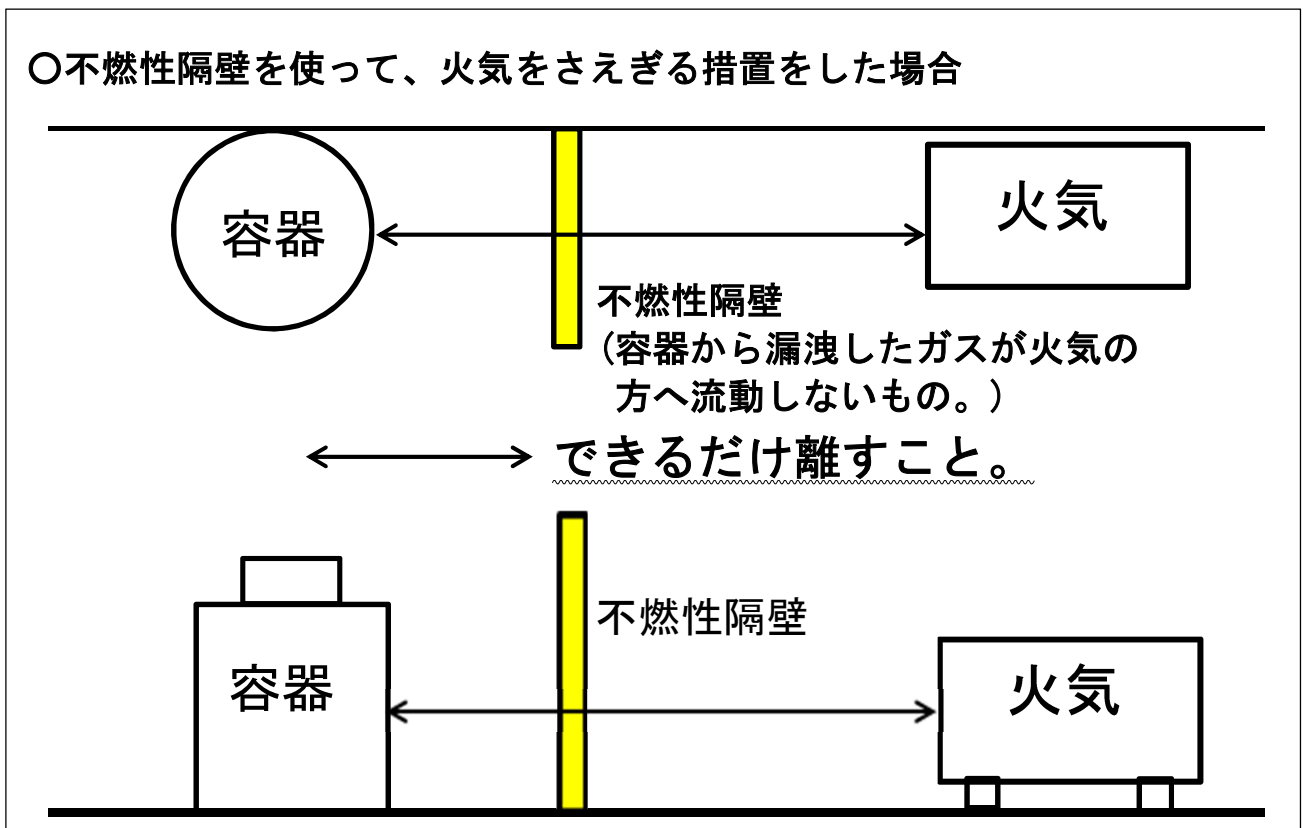 ○不燃性隔壁を使って、火気をさえぎる措置をした場合
容器
火気
不燃性隔壁
（容器から漏洩したガスが火気の
方へ流動しないもの。）
できるだけ離すこと。
不燃性隔壁
容器
火気